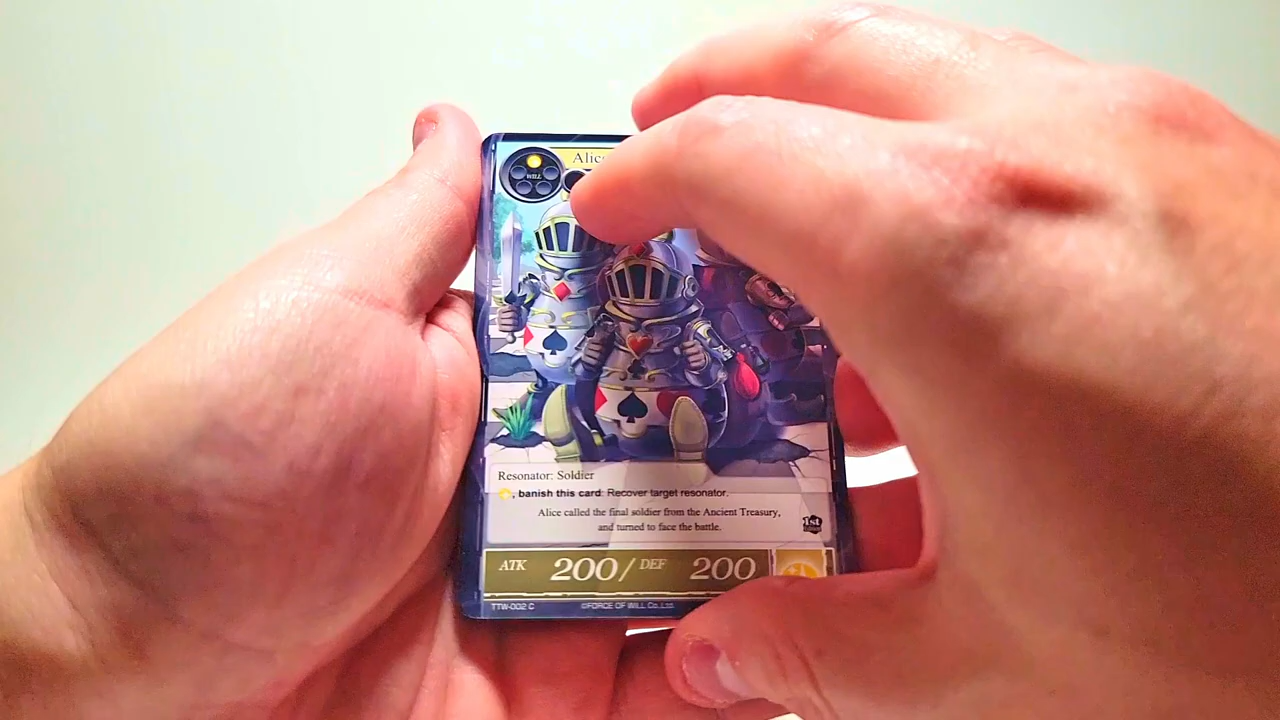 Alic
WILL
Resonator: Soldier
, banish this card: Recover target resonator.
Alice called the final soldier from the Ancient Treasury,
and turned to face the battle.
1st
ATK 200/ DEF 200
TTW-002 C ©FORCE OF WILL Co.,Ltd.